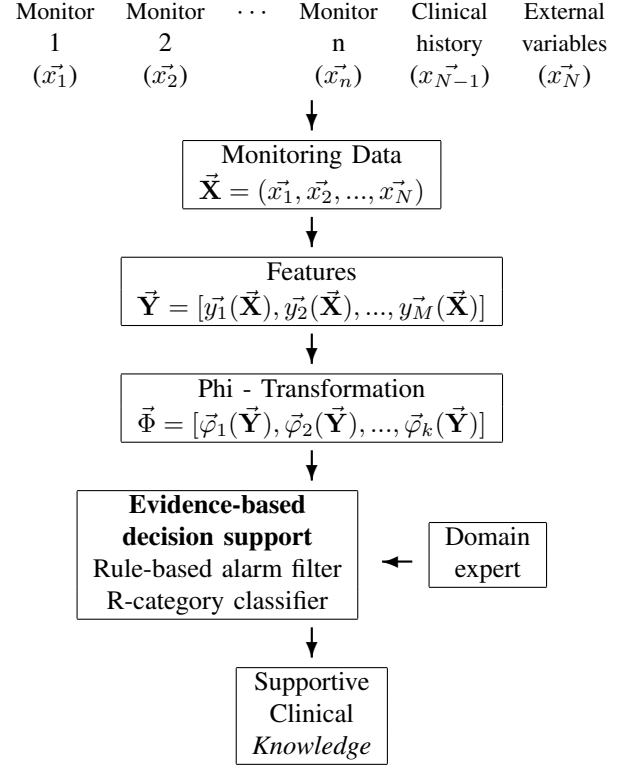 Monitor Monitor ··· Monitor Clinical External
1 2 n history variables
(x⃗₁) (x⃗₂) (x⃗ₙ) (x⃗_{N−1}) (x⃗_N)
Monitoring Data
X⃗ = (x⃗₁, x⃗₂, ..., x⃗_N)
Features
Y⃗ = [y⃗₁(X⃗), y⃗₂(X⃗), ..., y⃗_M(X⃗)]
Phi - Transformation
Φ⃗ = [φ⃗₁(Y⃗), φ⃗₂(Y⃗), ..., φ⃗ₖ(Y⃗)]
Evidence-based
decision support
Rule-based alarm filter
R-category classifier
Domain
expert
Supportive
Clinical
Knowledge